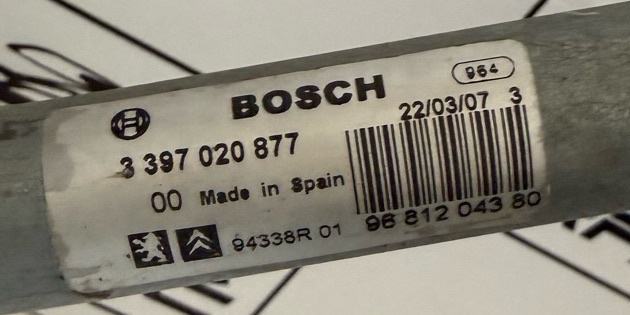 964
BOSCH
22/03/07 3
3 397 020 877
00 Made in Spain
94338R 01
96 812 043 80